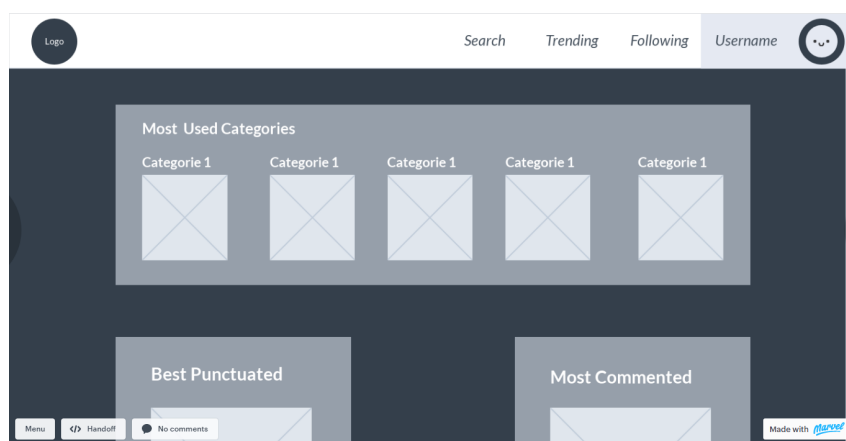 Logo
Search Trending Following Username
Most Used Categories
Categorie 1 Categorie 1 Categorie 1 Categorie 1 Categorie 1
Best Punctuated
Most Commented
Menu </> Handoff No comments
Made with Marvel